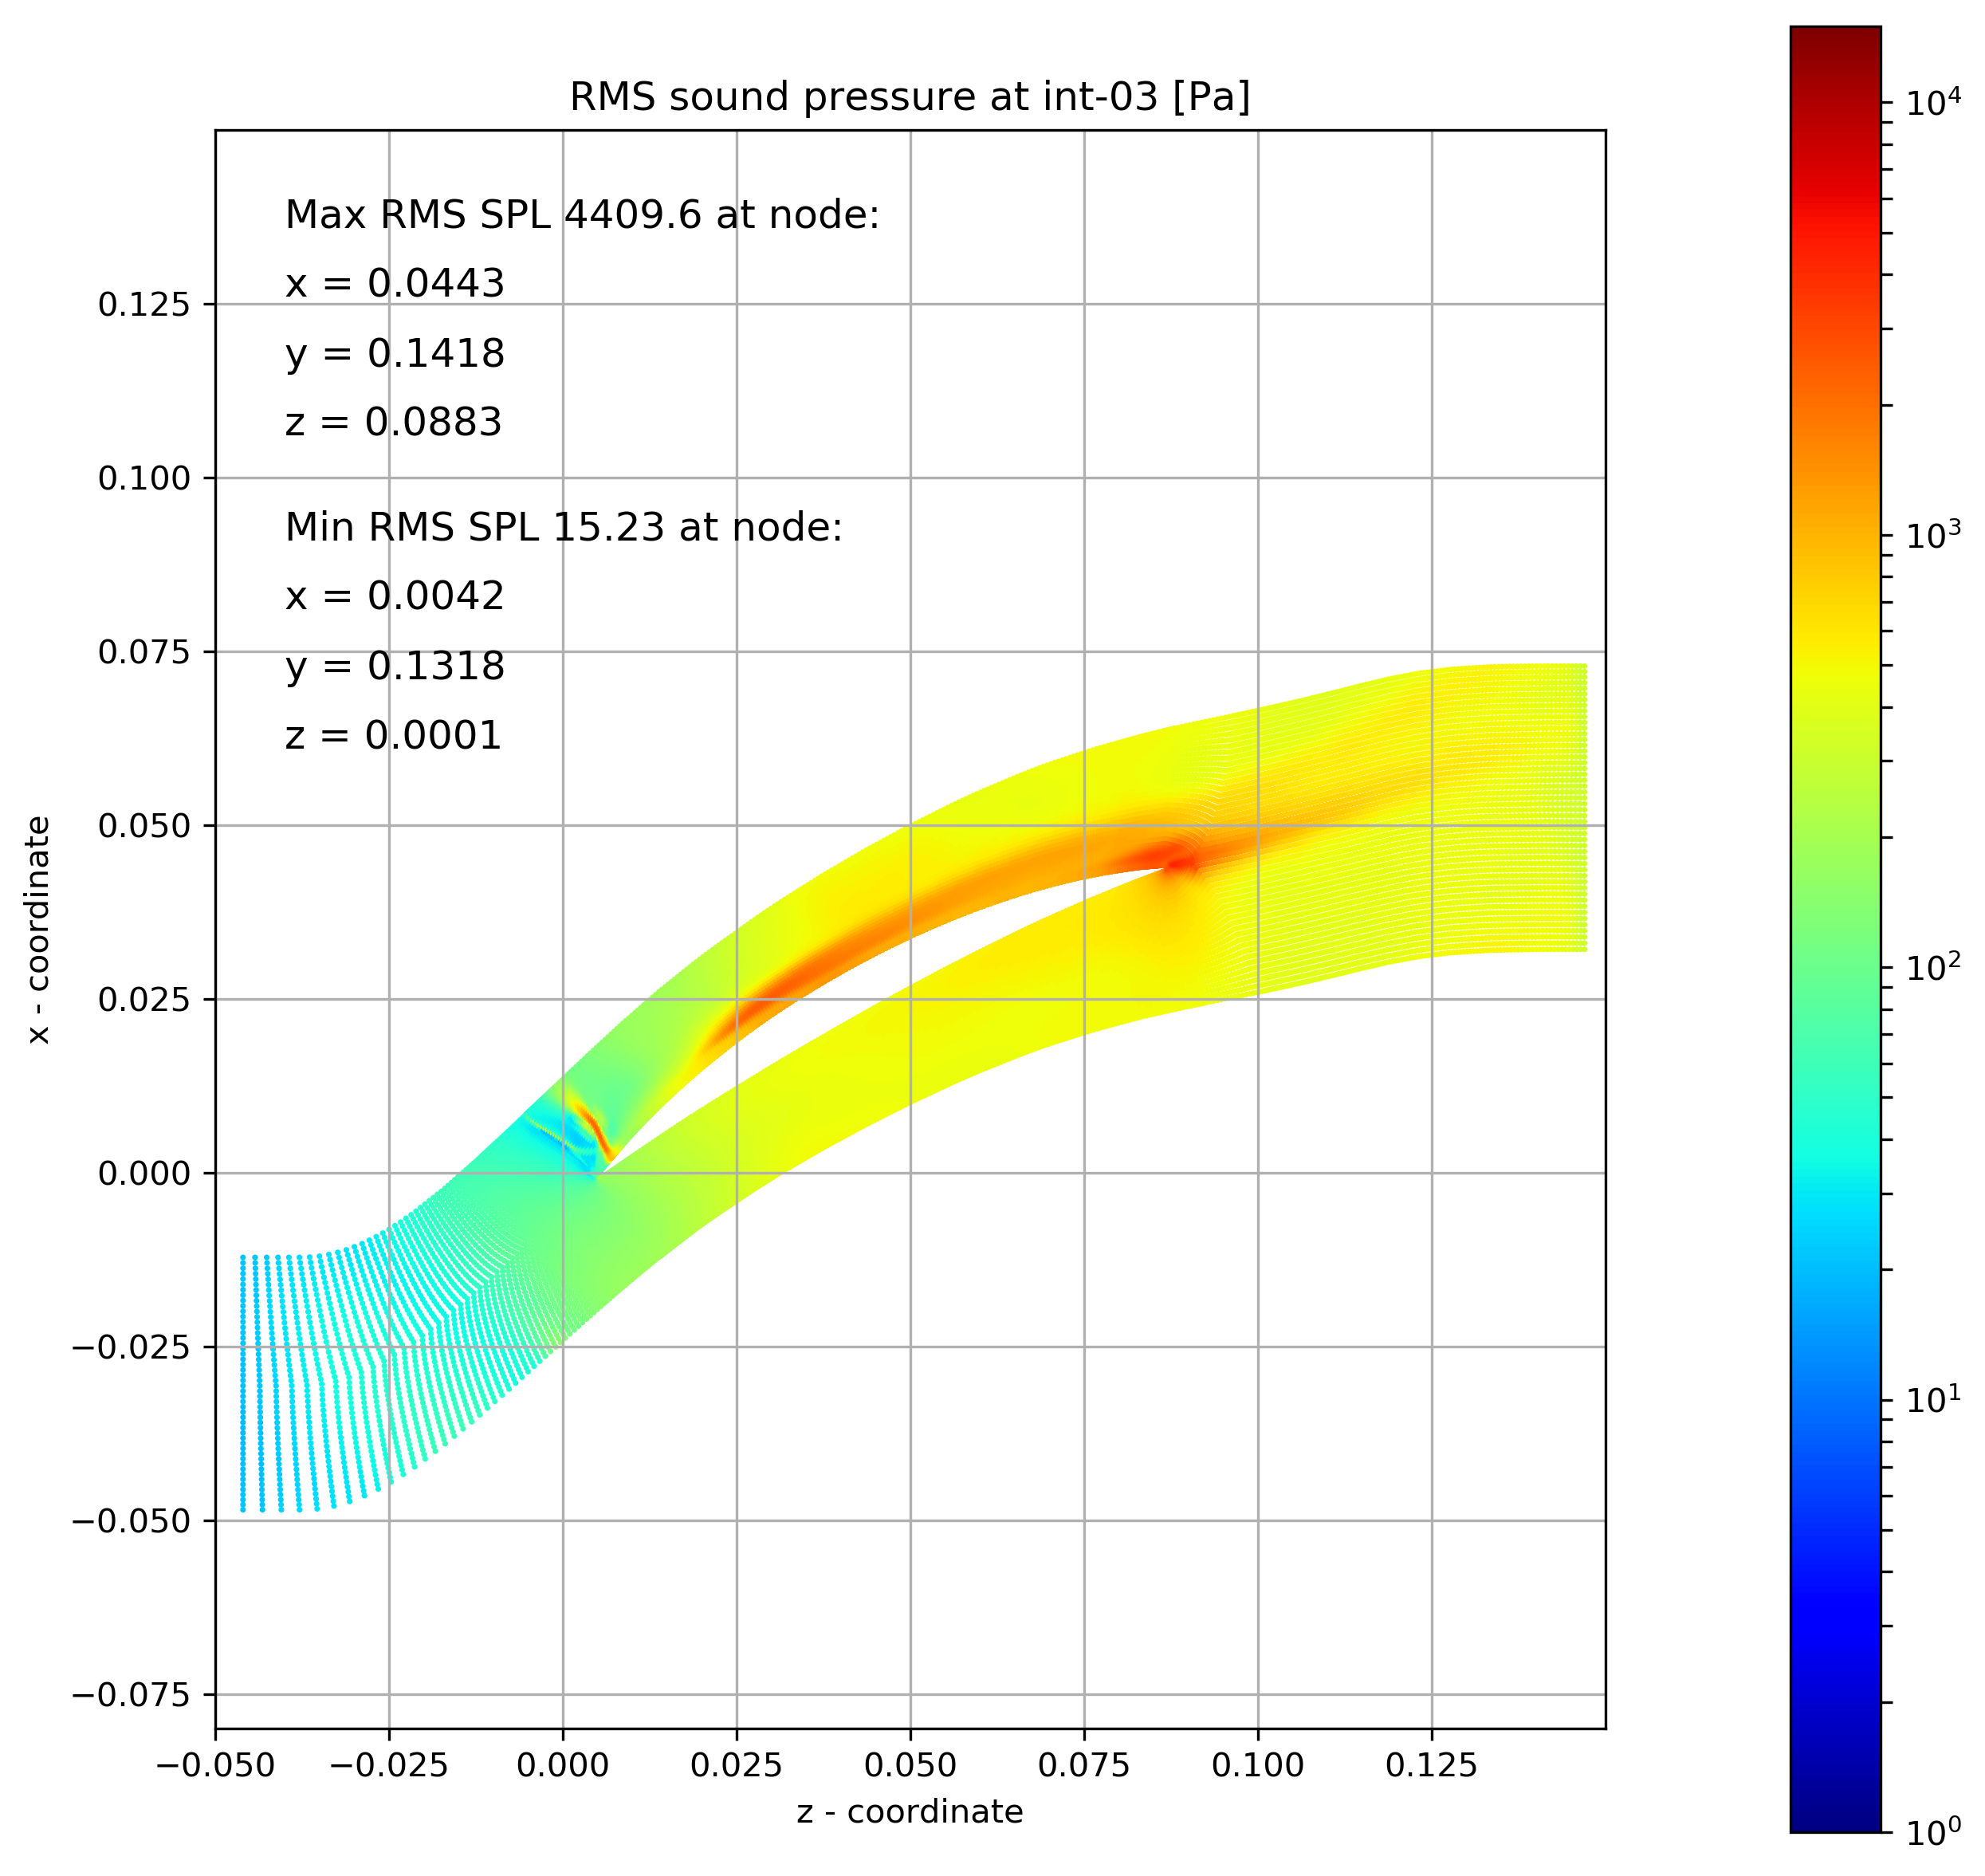 RMS sound pressure at int-03 [Pa]
Max RMS SPL 4409.6 at node:
x = 0.0443
y = 0.1418
z = 0.0883
Min RMS SPL 15.23 at node:
x = 0.0042
y = 0.1318
z = 0.0001
x - coordinate
0.125
0.100
0.075
0.050
0.025
0.000
−0.025
−0.050
−0.075
−0.050 −0.025 0.000 0.025 0.050 0.075 0.100 0.125
z - coordinate
10⁴
10³
10²
10¹
10⁰